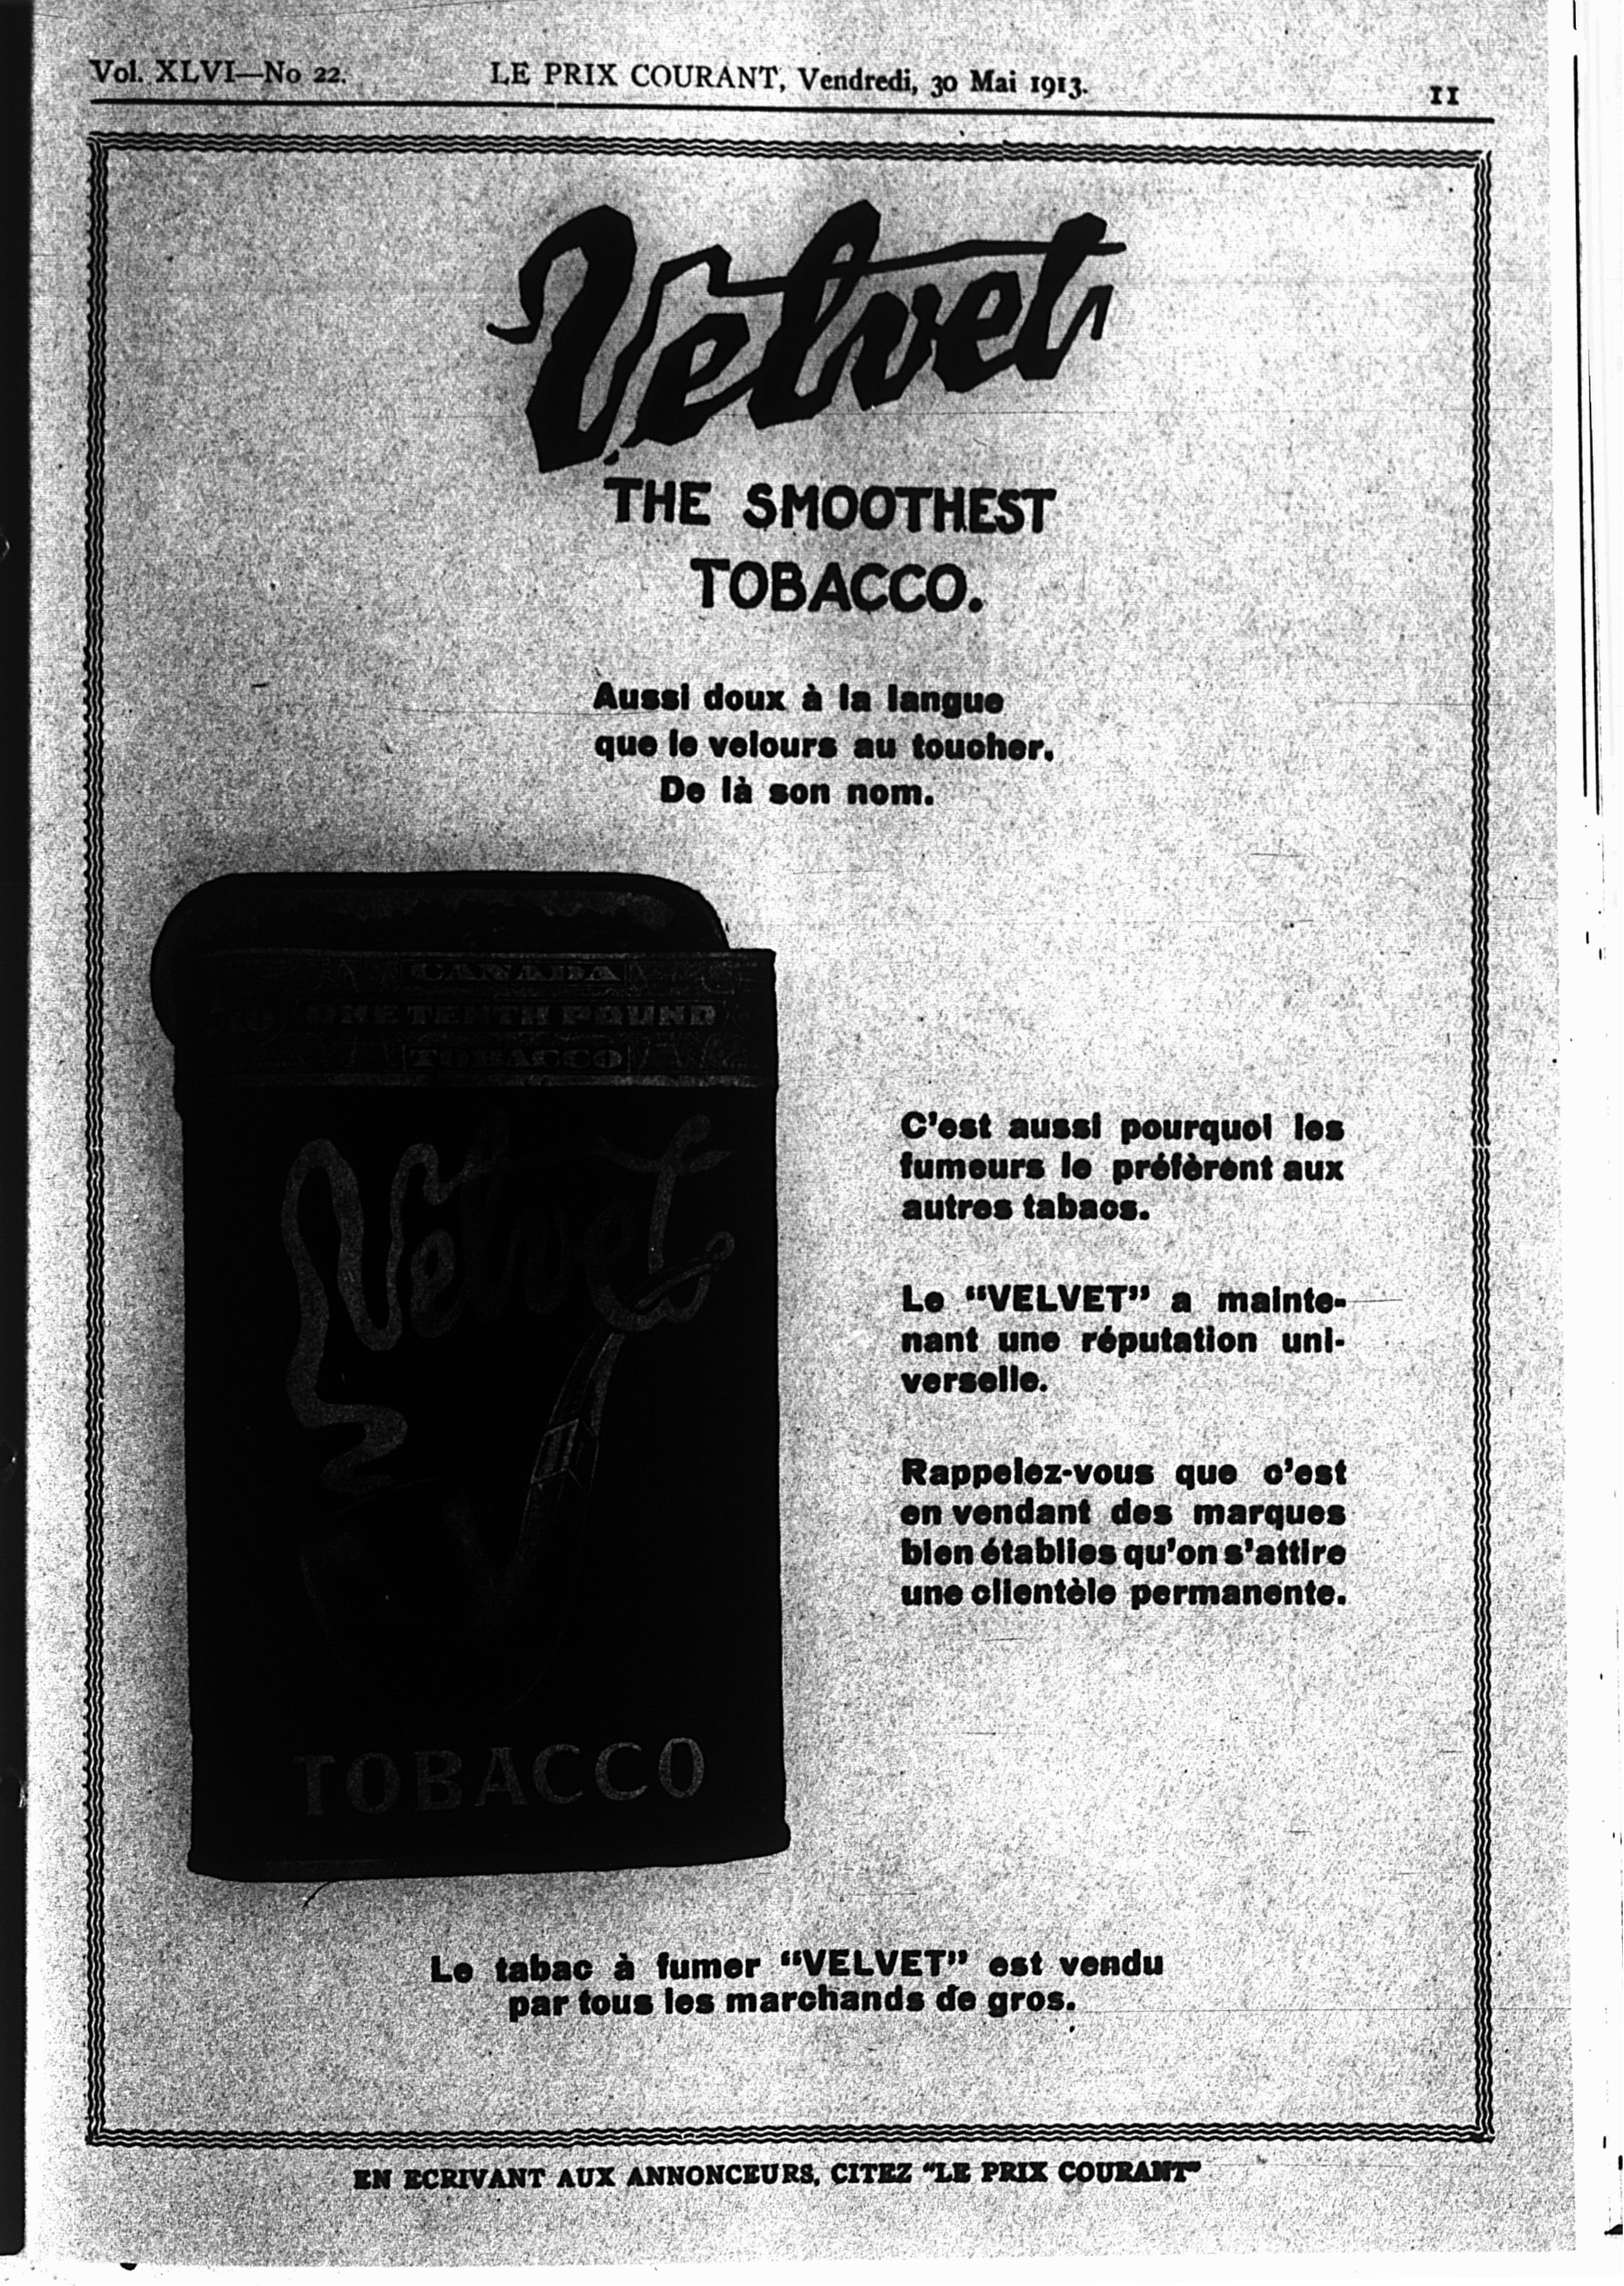 Vol. XLVI—No 22.
LE PRIX COURANT, Vendredi, 30 Mai 1913.
11
Velvet
THE SMOOTHEST
TOBACCO.
Aussi doux à la langue
que le velours au toucher.
De là son nom.
CANADA
1/10 ONE TENTH POUND
TOBACCO
Velvet
TOBACCO
C'est aussi pourquoi les
fumeurs le préfèrent aux
autres tabacs.
Le "VELVET" a mainte-
nant une réputation uni-
verselle.
Rappelez-vous que c'est
en vendant des marques
bien établies qu'on s'attire
une clientèle permanente.
Le tabac à fumer "VELVET" est vendu
par tous les marchands de gros.
EN ECRIVANT AUX ANNONCEURS, CITEZ "LE PRIX COURANT"